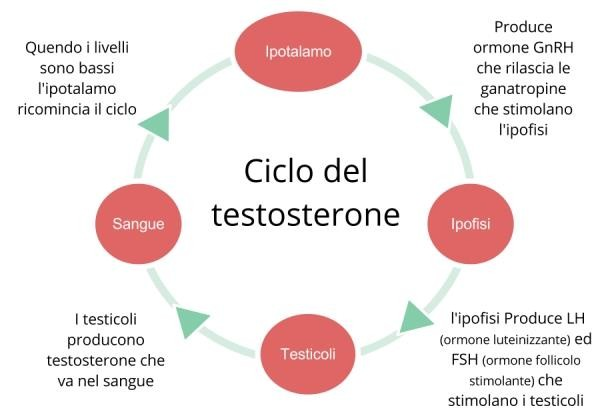 Ipotalamo
Produce
ormone GnRH
che rilascia le
ganatropine
che stimolano
l'ipofisi
Quendo i livelli
sono bassi
l'ipotalamo
ricomincia il ciclo
Ciclo del
testosterone
Sangue
Ipofisi
I testicoli
producono
testosterone che
va nel sangue
Testicoli
l'ipofisi Produce LH
(ormone luteinizzante) ed
FSH (ormone follicolo
stimolante) che
stimolano i testicoli